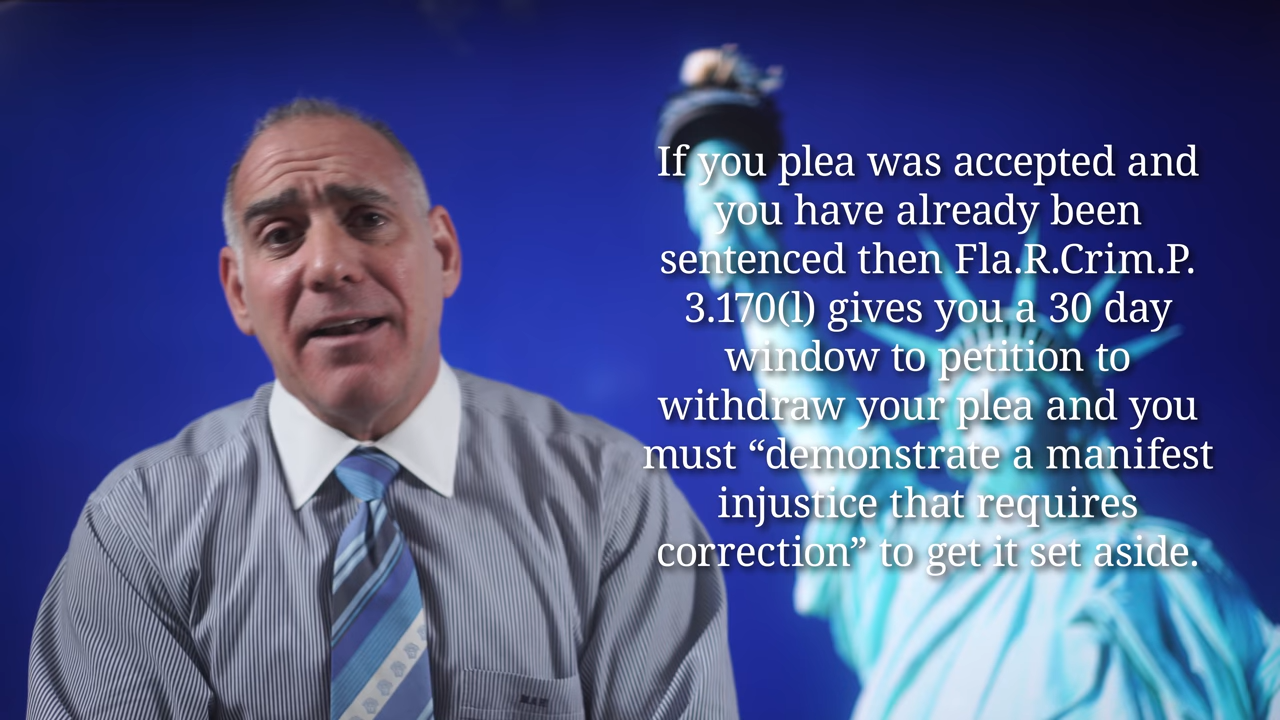 If you plea was accepted and
you have already been
sentenced then Fla.R.Crim.P.
3.170(l) gives you a 30 day
window to petition to
withdraw your plea and you
must “demonstrate a manifest
injustice that requires
correction” to get it set aside.